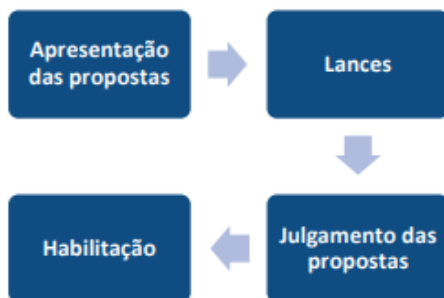 Apresentação
das propostas
Lances
Julgamento das
propostas
Habilitação